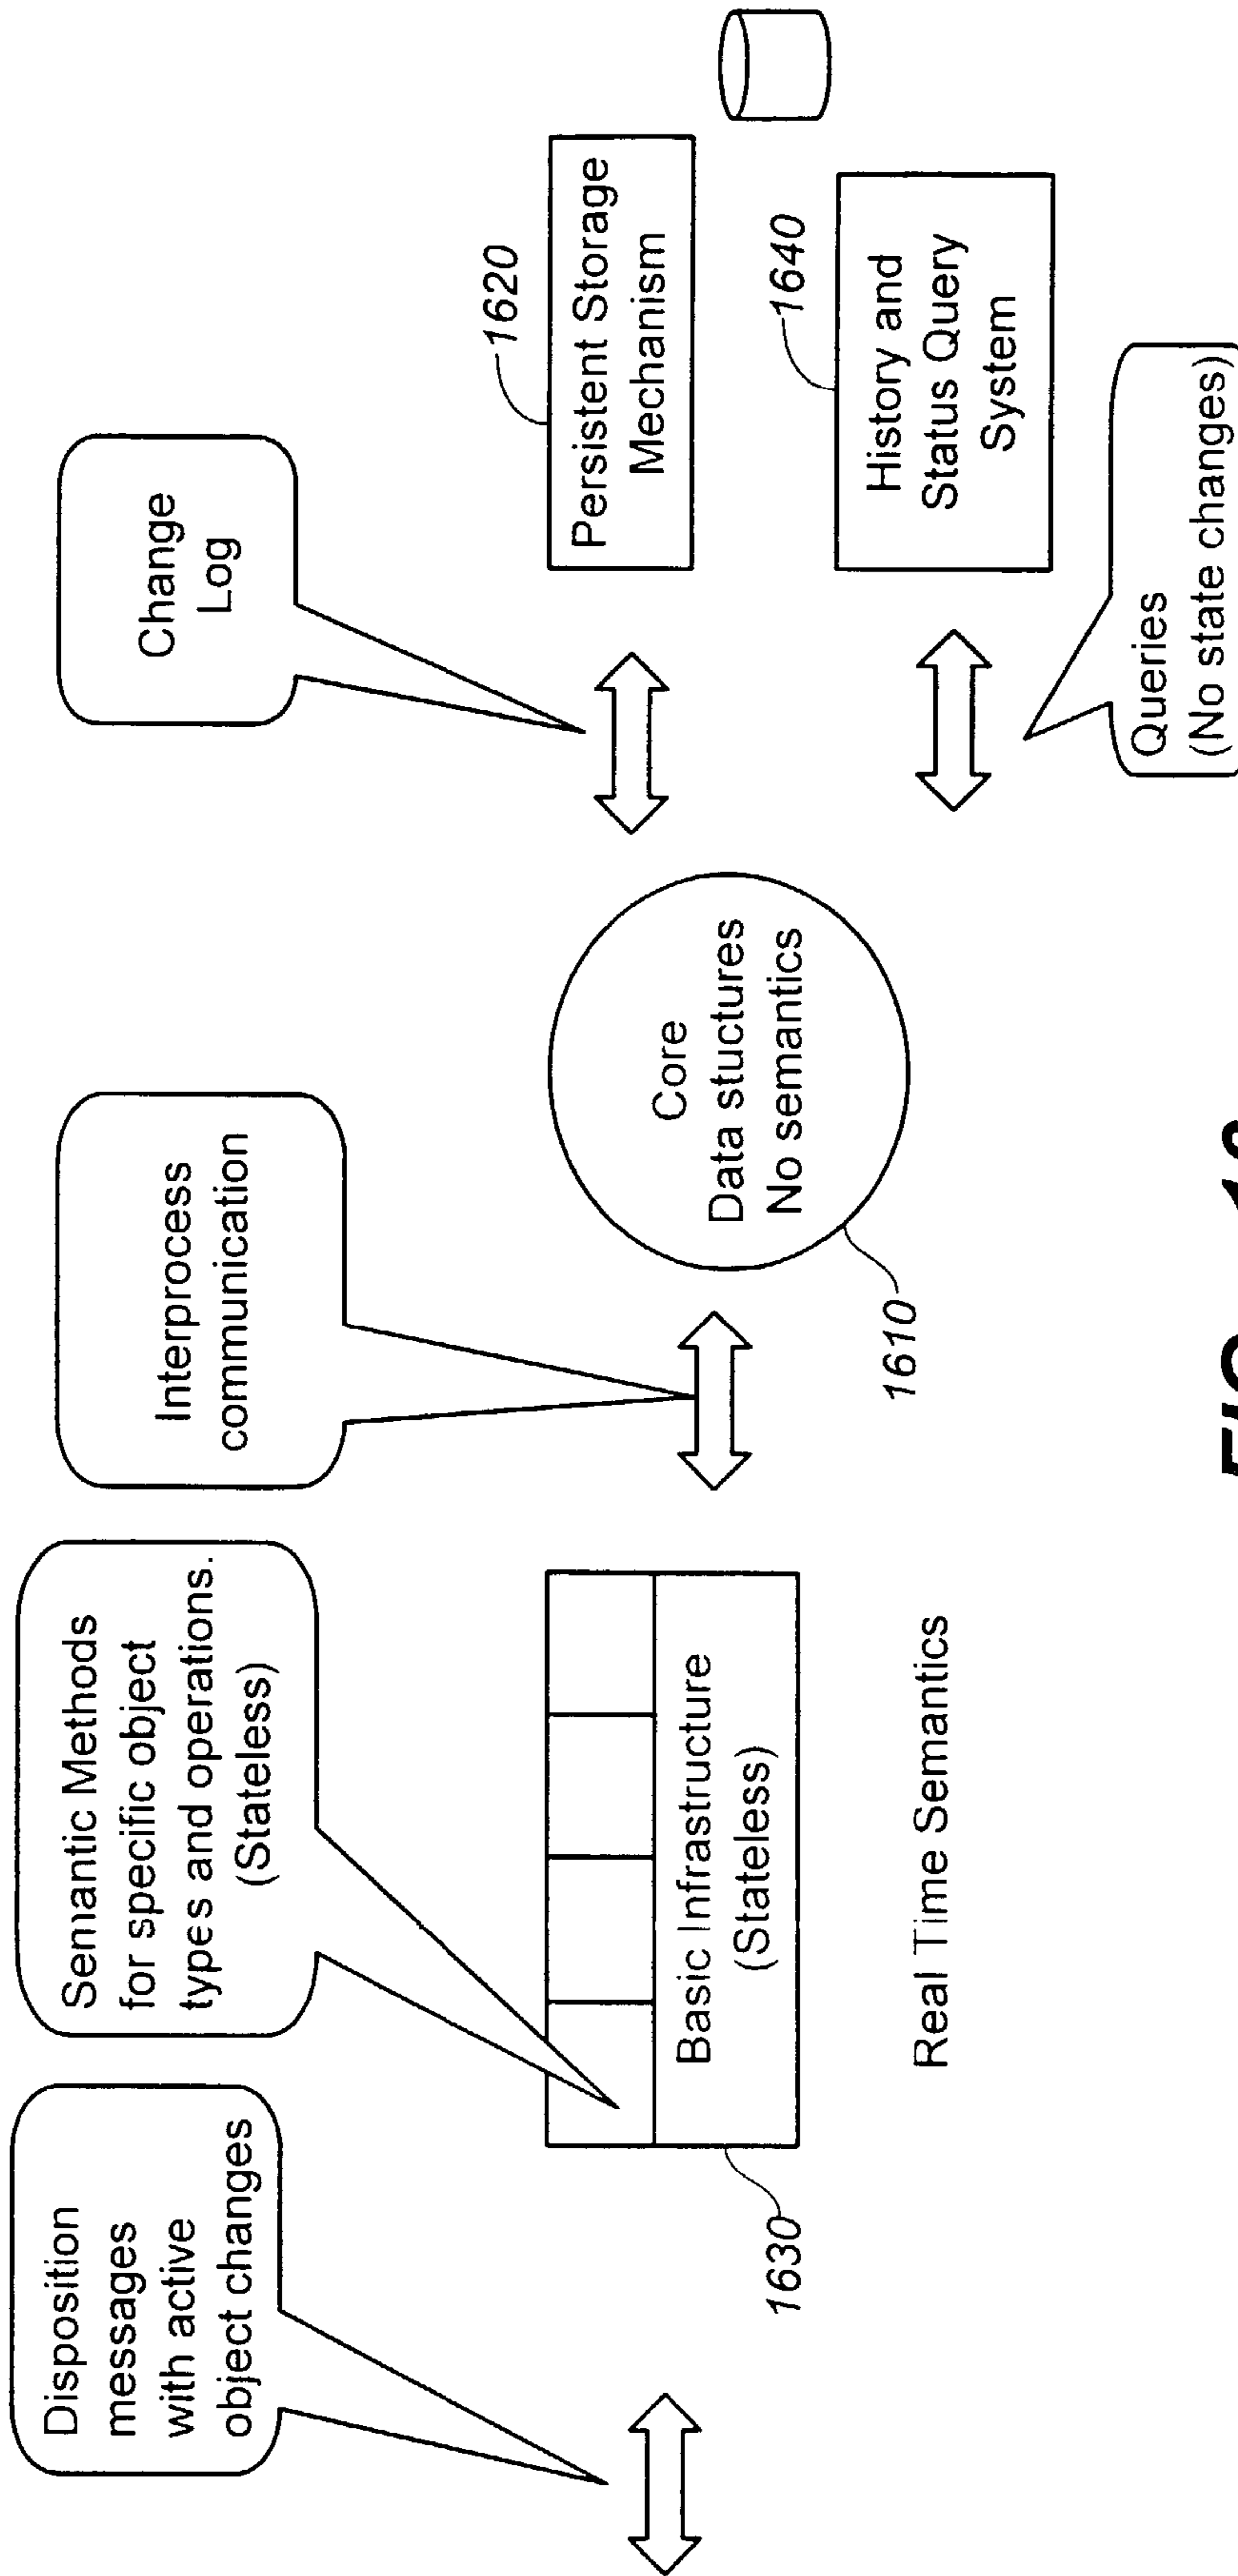 Disposition
messages
with active
object changes
Semantic Methods
for specific object
types and operations.
(Stateless)
Interprocess
communication
Change
Log
1620
Persistent Storage
Mechanism
Basic Infrastructure
(Stateless)
1630
Real Time Semantics
Core
Data stuctures
No semantics
1610
1640
History and
Status Query
System
Queries
(No state changes)